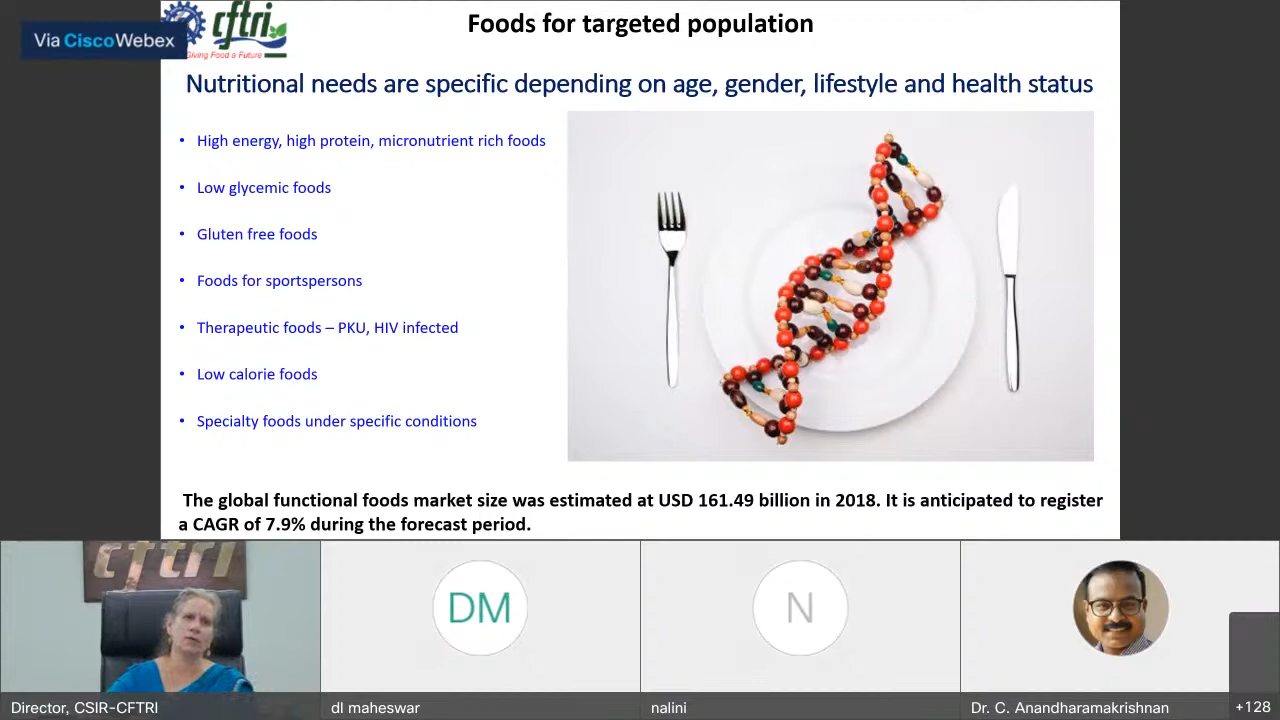 Via Cisco Webex
cftri
Giving Food a Future
Foods for targeted population
Nutritional needs are specific depending on age, gender, lifestyle and health status
• High energy, high protein, micronutrient rich foods
• Low glycemic foods
• Gluten free foods
• Foods for sportspersons
• Therapeutic foods – PKU, HIV infected
• Low calorie foods
• Specialty foods under specific conditions
The global functional foods market size was estimated at USD 161.49 billion in 2018. It is anticipated to register
a CAGR of 7.9% during the forecast period.
cftri
DM
N
Director, CSIR-CFTRI
dl maheswar
nalini
Dr. C. Anandharamakrishnan
+128